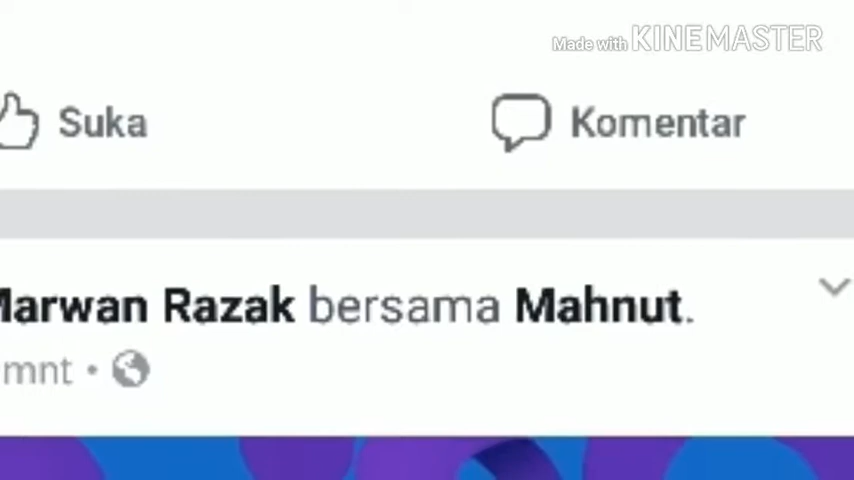 Made with KINEMASTER
Suka Komentar
Marwan Razak bersama Mahnut.
mnt •